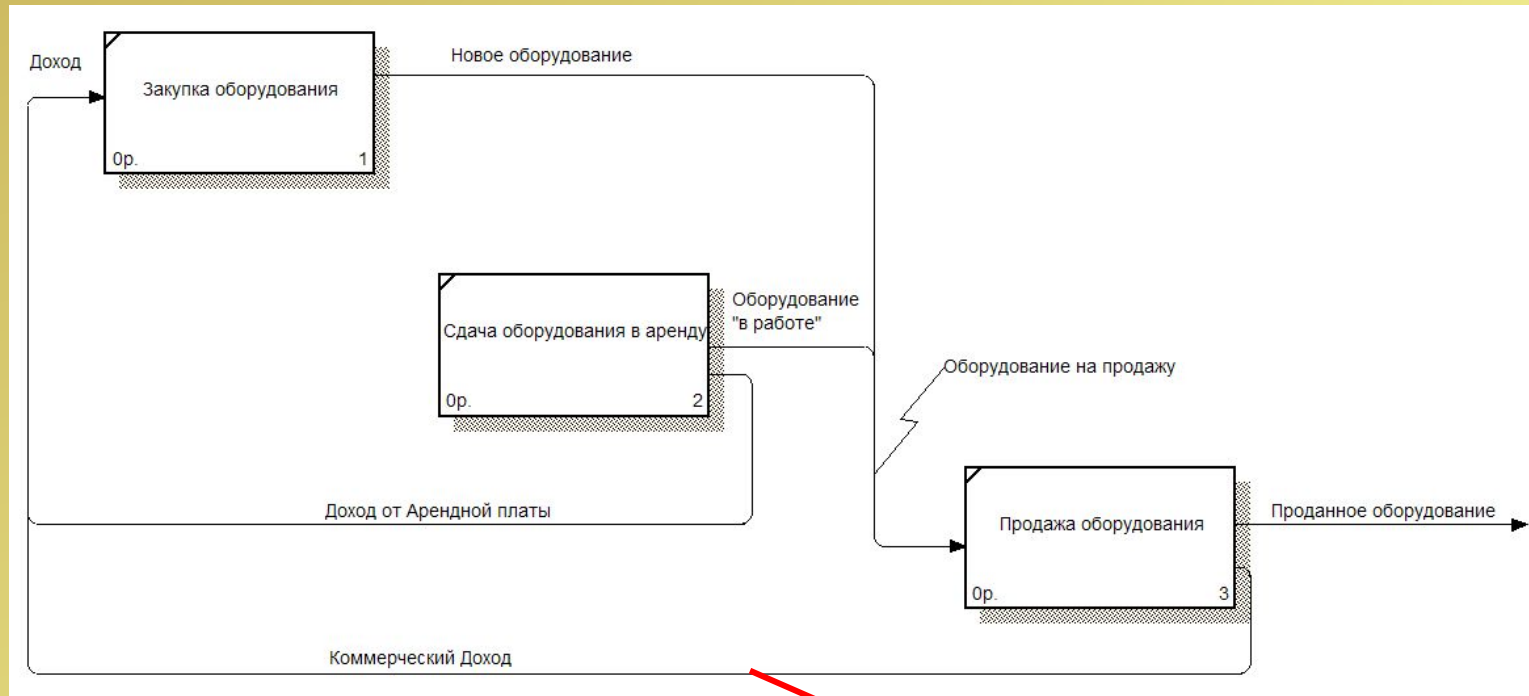 Доход
Новое оборудование
Закупка оборудования
0р. 1
Оборудование
"в работе"
Сдача оборудования в аренду
0р. 2
Оборудование на продажу
Доход от Арендной платы
Продажа оборудования
Проданное оборудование
0р. 3
Коммерческий Доход